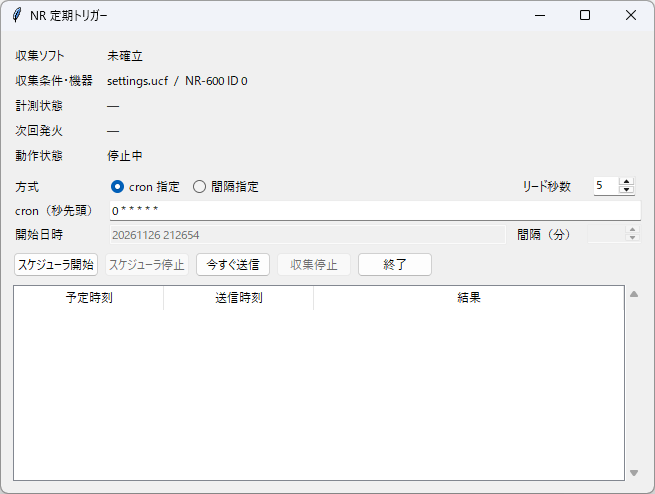 NR 定期トリガー
収集ソフト 未確立
収集条件・機器 settings.ucf / NR-600 ID 0
計測状態 —
次回発火 —
動作状態 停止中
方式 cron 指定 間隔指定 リード秒数 5
cron（秒先頭） 0 * * * * *
開始日時 20261126 212654 間隔（分）
スケジューラ開始 スケジューラ停止 今すぐ送信 収集停止 終了
予定時刻 送信時刻 結果